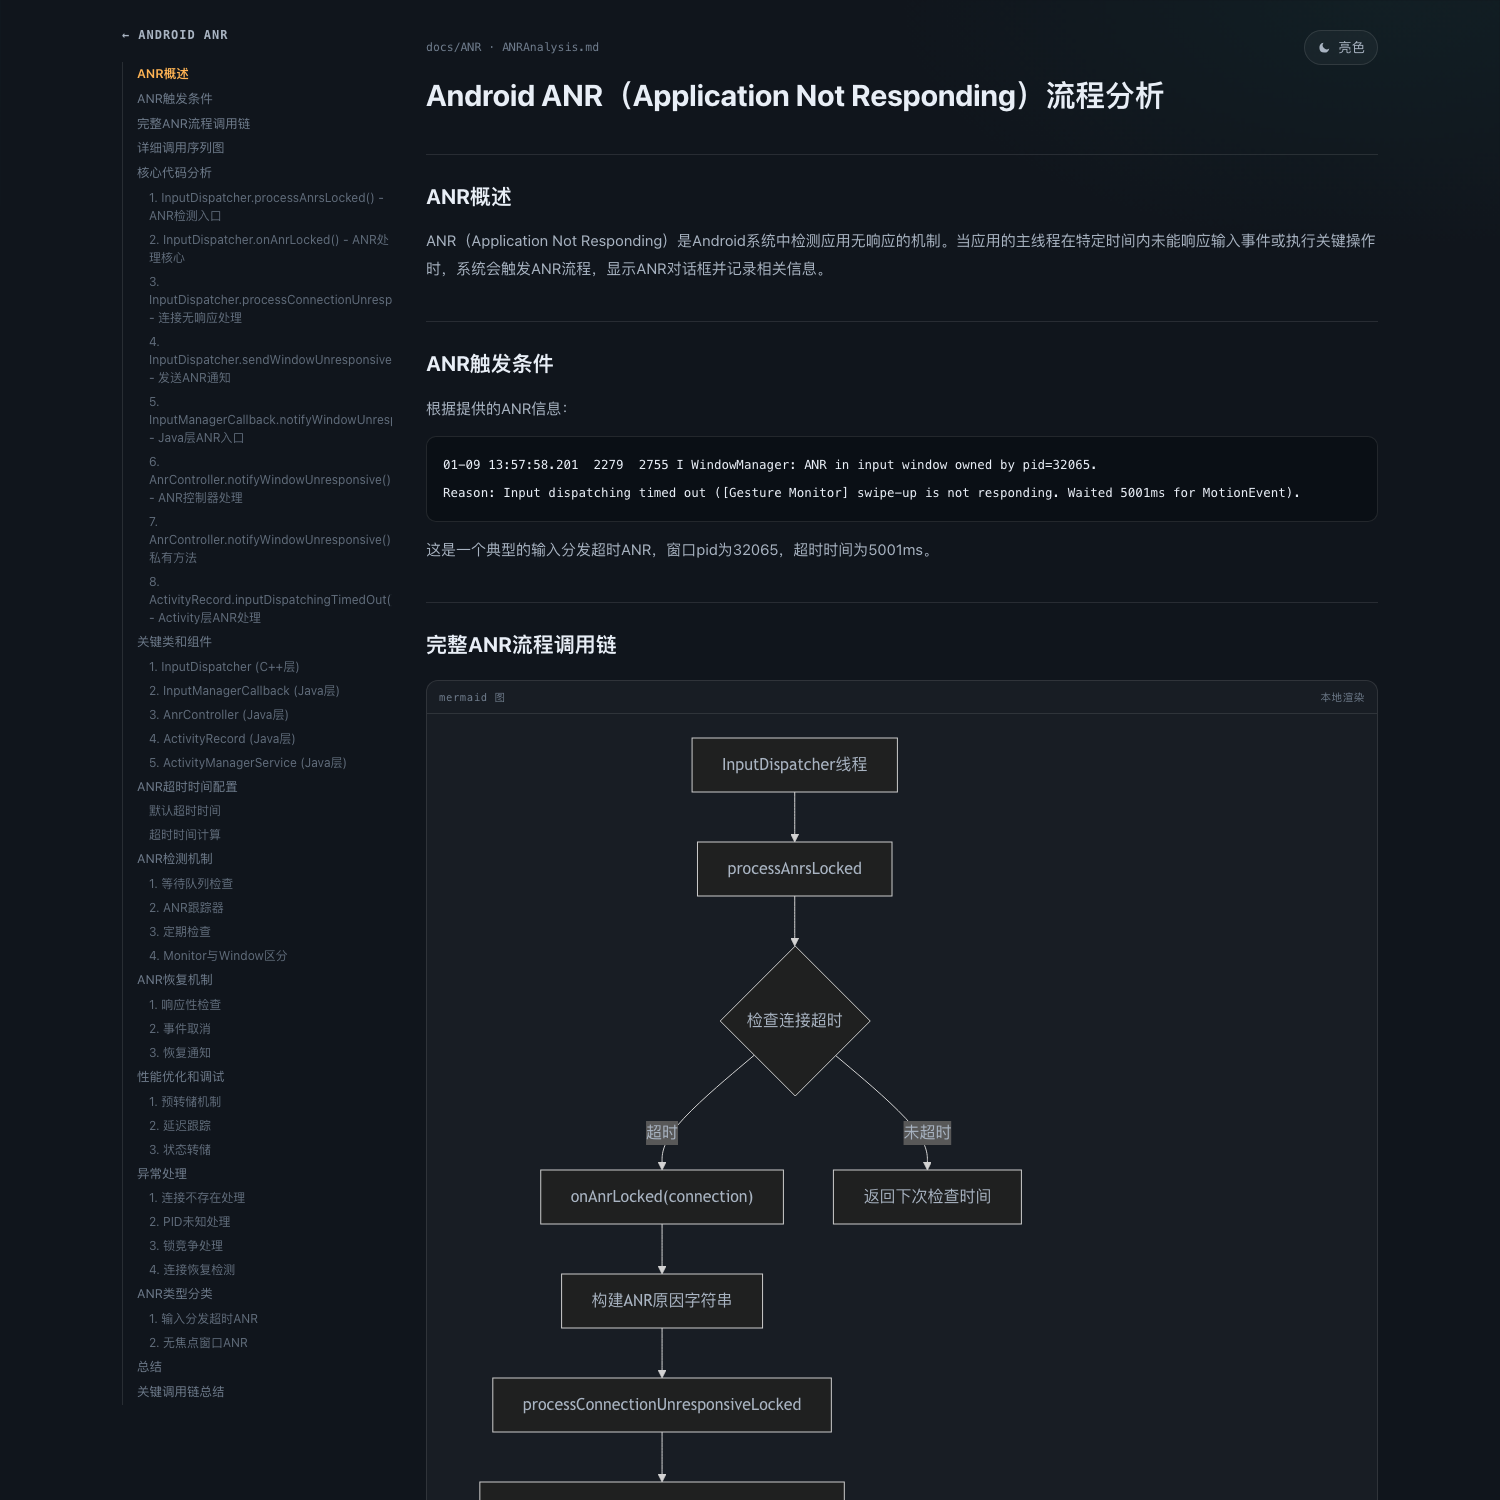 ← ANDROID ANR
ANR概述
ANR触发条件
完整ANR流程调用链
详细调用序列图
核心代码分析
1. InputDispatcher.processAnrsLocked() -
ANR检测入口
2. InputDispatcher.onAnrLocked() - ANR处
理核心
3.
InputDispatcher.processConnectionUnresp
- 连接无响应处理
4.
InputDispatcher.sendWindowUnresponsive
- 发送ANR通知
5.
InputManagerCallback.notifyWindowUnres
- Java层ANR入口
6.
AnrController.notifyWindowUnresponsive()
- ANR控制器处理
7.
AnrController.notifyWindowUnresponsive()
私有方法
8.
ActivityRecord.inputDispatchingTimedOut(
- Activity层ANR处理
关键类和组件
1. InputDispatcher (C++层)
2. InputManagerCallback (Java层)
3. AnrController (Java层)
4. ActivityRecord (Java层)
5. ActivityManagerService (Java层)
ANR超时时间配置
默认超时时间
超时时间计算
ANR检测机制
1. 等待队列检查
2. ANR跟踪器
3. 定期检查
4. Monitor与Window区分
ANR恢复机制
1. 响应性检查
2. 事件取消
3. 恢复通知
性能优化和调试
1. 预转储机制
2. 延迟跟踪
3. 状态转储
异常处理
1. 连接不存在处理
2. PID未知处理
3. 锁竞争处理
4. 连接恢复检测
ANR类型分类
1. 输入分发超时ANR
2. 无焦点窗口ANR
总结
关键调用链总结
docs/ANR · ANRAnalysis.md
亮色
Android ANR（Application Not Responding）流程分析
ANR概述
ANR（Application Not Responding）是Android系统中检测应用无响应的机制。当应用的主线程在特定时间内未能响应输入事件或执行关键操作
时，系统会触发ANR流程，显示ANR对话框并记录相关信息。
ANR触发条件
根据提供的ANR信息：
01-09 13:57:58.201  2279  2755 I WindowManager: ANR in input window owned by pid=32065.
Reason: Input dispatching timed out ([Gesture Monitor] swipe-up is not responding. Waited 5001ms for MotionEvent).
这是一个典型的输入分发超时ANR，窗口pid为32065，超时时间为5001ms。
完整ANR流程调用链
mermaid 图
本地渲染
InputDispatcher线程
processAnrsLocked
检查连接超时
超时
未超时
onAnrLocked(connection)
返回下次检查时间
构建ANR原因字符串
processConnectionUnresponsiveLocked